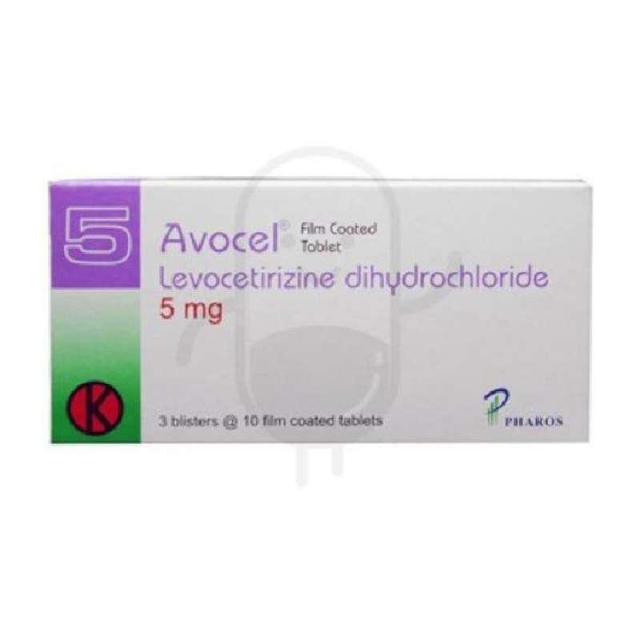 5
Avocel® Film Coated
Tablet
Levocetirizine dihydrochloride
5 mg
K
3 blisters @ 10 film coated tablets
PHAROS